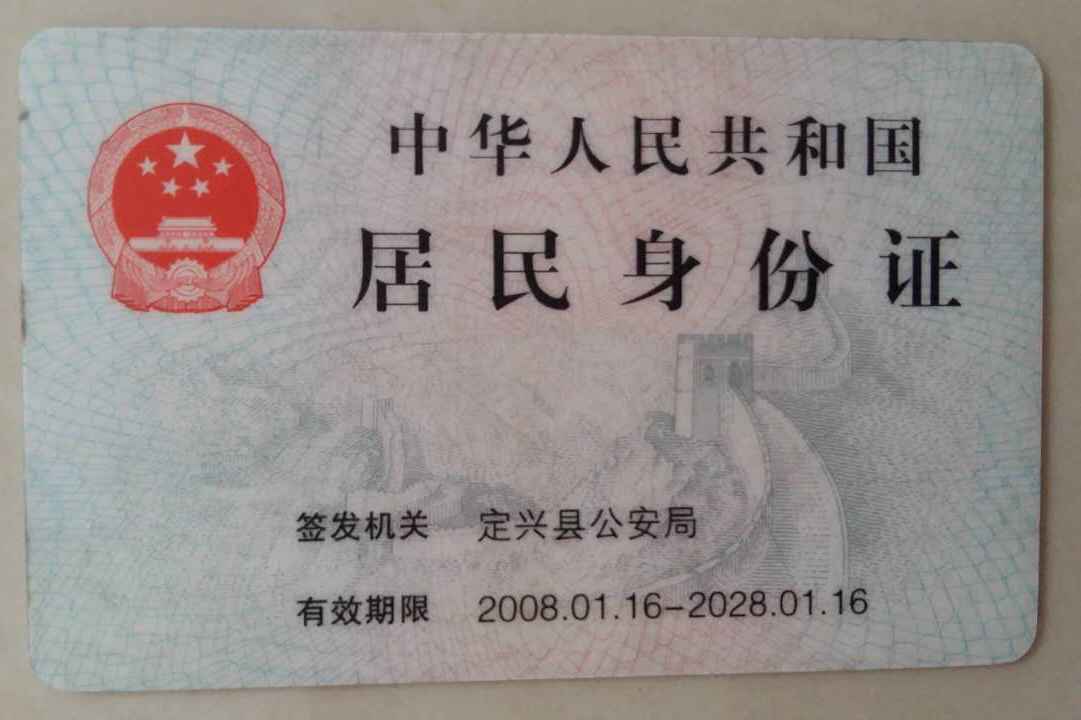 中华人民共和国
居民身份证
签发机关 定兴县公安局
有效期限 2008.01.16-2028.01.16